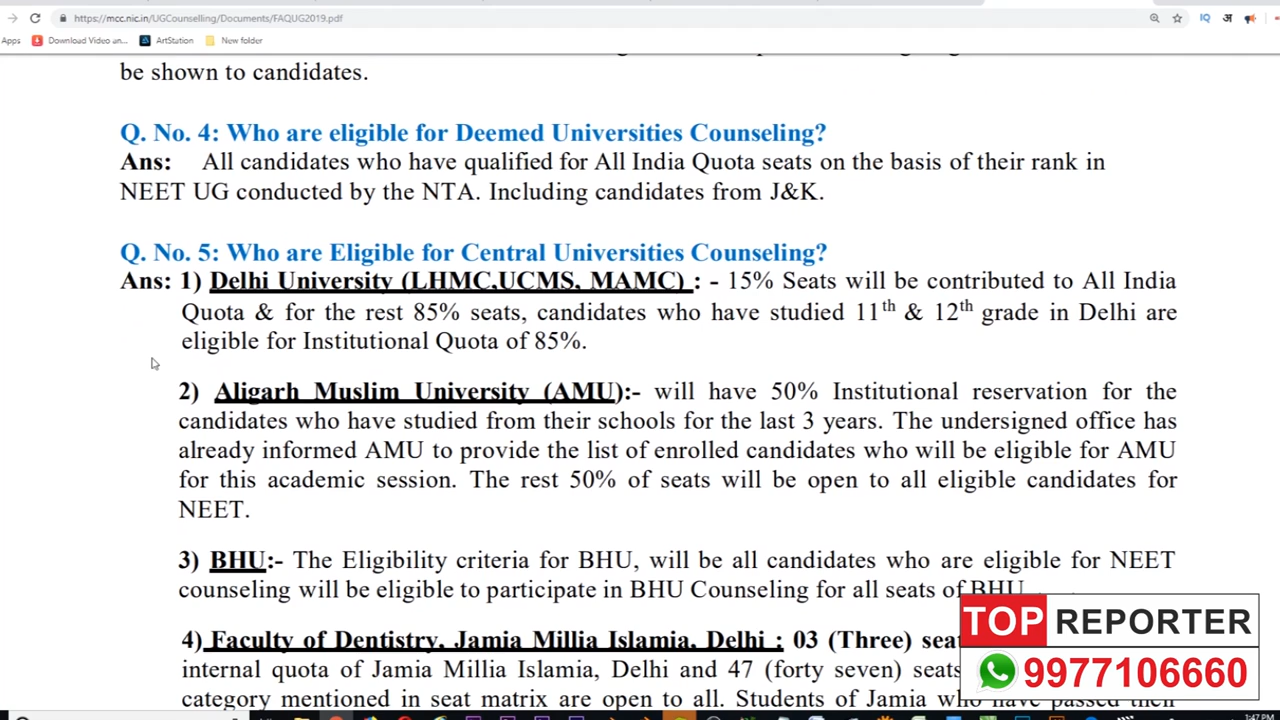 https://mcc.nic.in/UGCounselling/Documents/FAQUG2019.pdf
Apps Download Video an... ArtStation New folder
be shown to candidates.
Q. No. 4: Who are eligible for Deemed Universities Counseling?
Ans: All candidates who have qualified for All India Quota seats on the basis of their rank in
NEET UG conducted by the NTA. Including candidates from J&K.
Q. No. 5: Who are Eligible for Central Universities Counseling?
Ans: 1) Delhi University (LHMC,UCMS, MAMC) : - 15% Seats will be contributed to All India
Quota & for the rest 85% seats, candidates who have studied 11th & 12th grade in Delhi are
eligible for Institutional Quota of 85%.
2) Aligarh Muslim University (AMU):- will have 50% Institutional reservation for the
candidates who have studied from their schools for the last 3 years. The undersigned office has
already informed AMU to provide the list of enrolled candidates who will be eligible for AMU
for this academic session. The rest 50% of seats will be open to all eligible candidates for
NEET.
3) BHU:- The Eligibility criteria for BHU, will be all candidates who are eligible for NEET
counseling will be eligible to participate in BHU Counseling for all seats of BHU
4) Faculty of Dentistry, Jamia Millia Islamia, Delhi : 03 (Three)
internal quota of Jamia Millia Islamia, Delhi and 47 (forty seven) seats
category mentioned in seat matrix are open to all. Students of Jamia who have passed their
TOP REPORTER
9977106660
1:47 PM